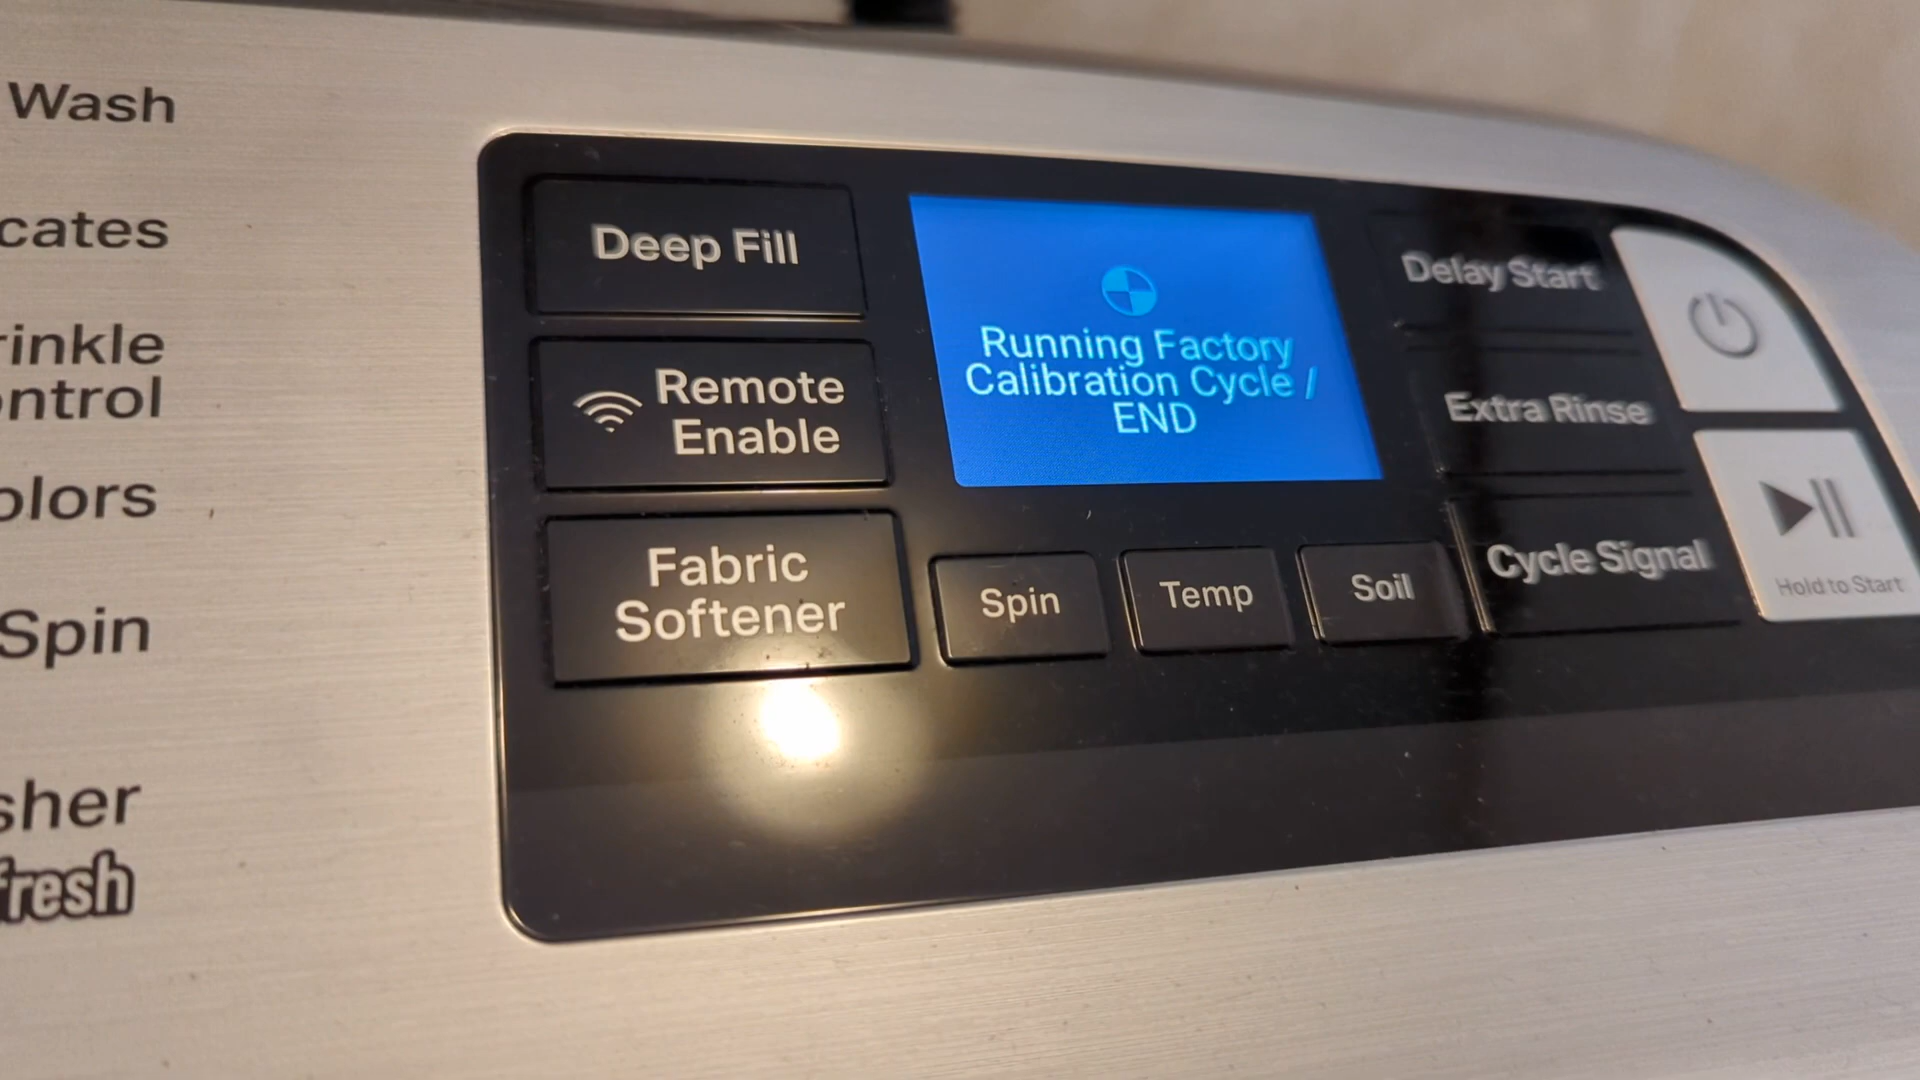 Wash
cates
rinkle
ontrol
olors
Spin
sher
fresh
Deep Fill
Remote
Enable
Fabric
Softener
Running Factory
Calibration Cycle /
END
Spin
Temp
Soil
Delay Start
Extra Rinse
Cycle Signal
Hold to Start